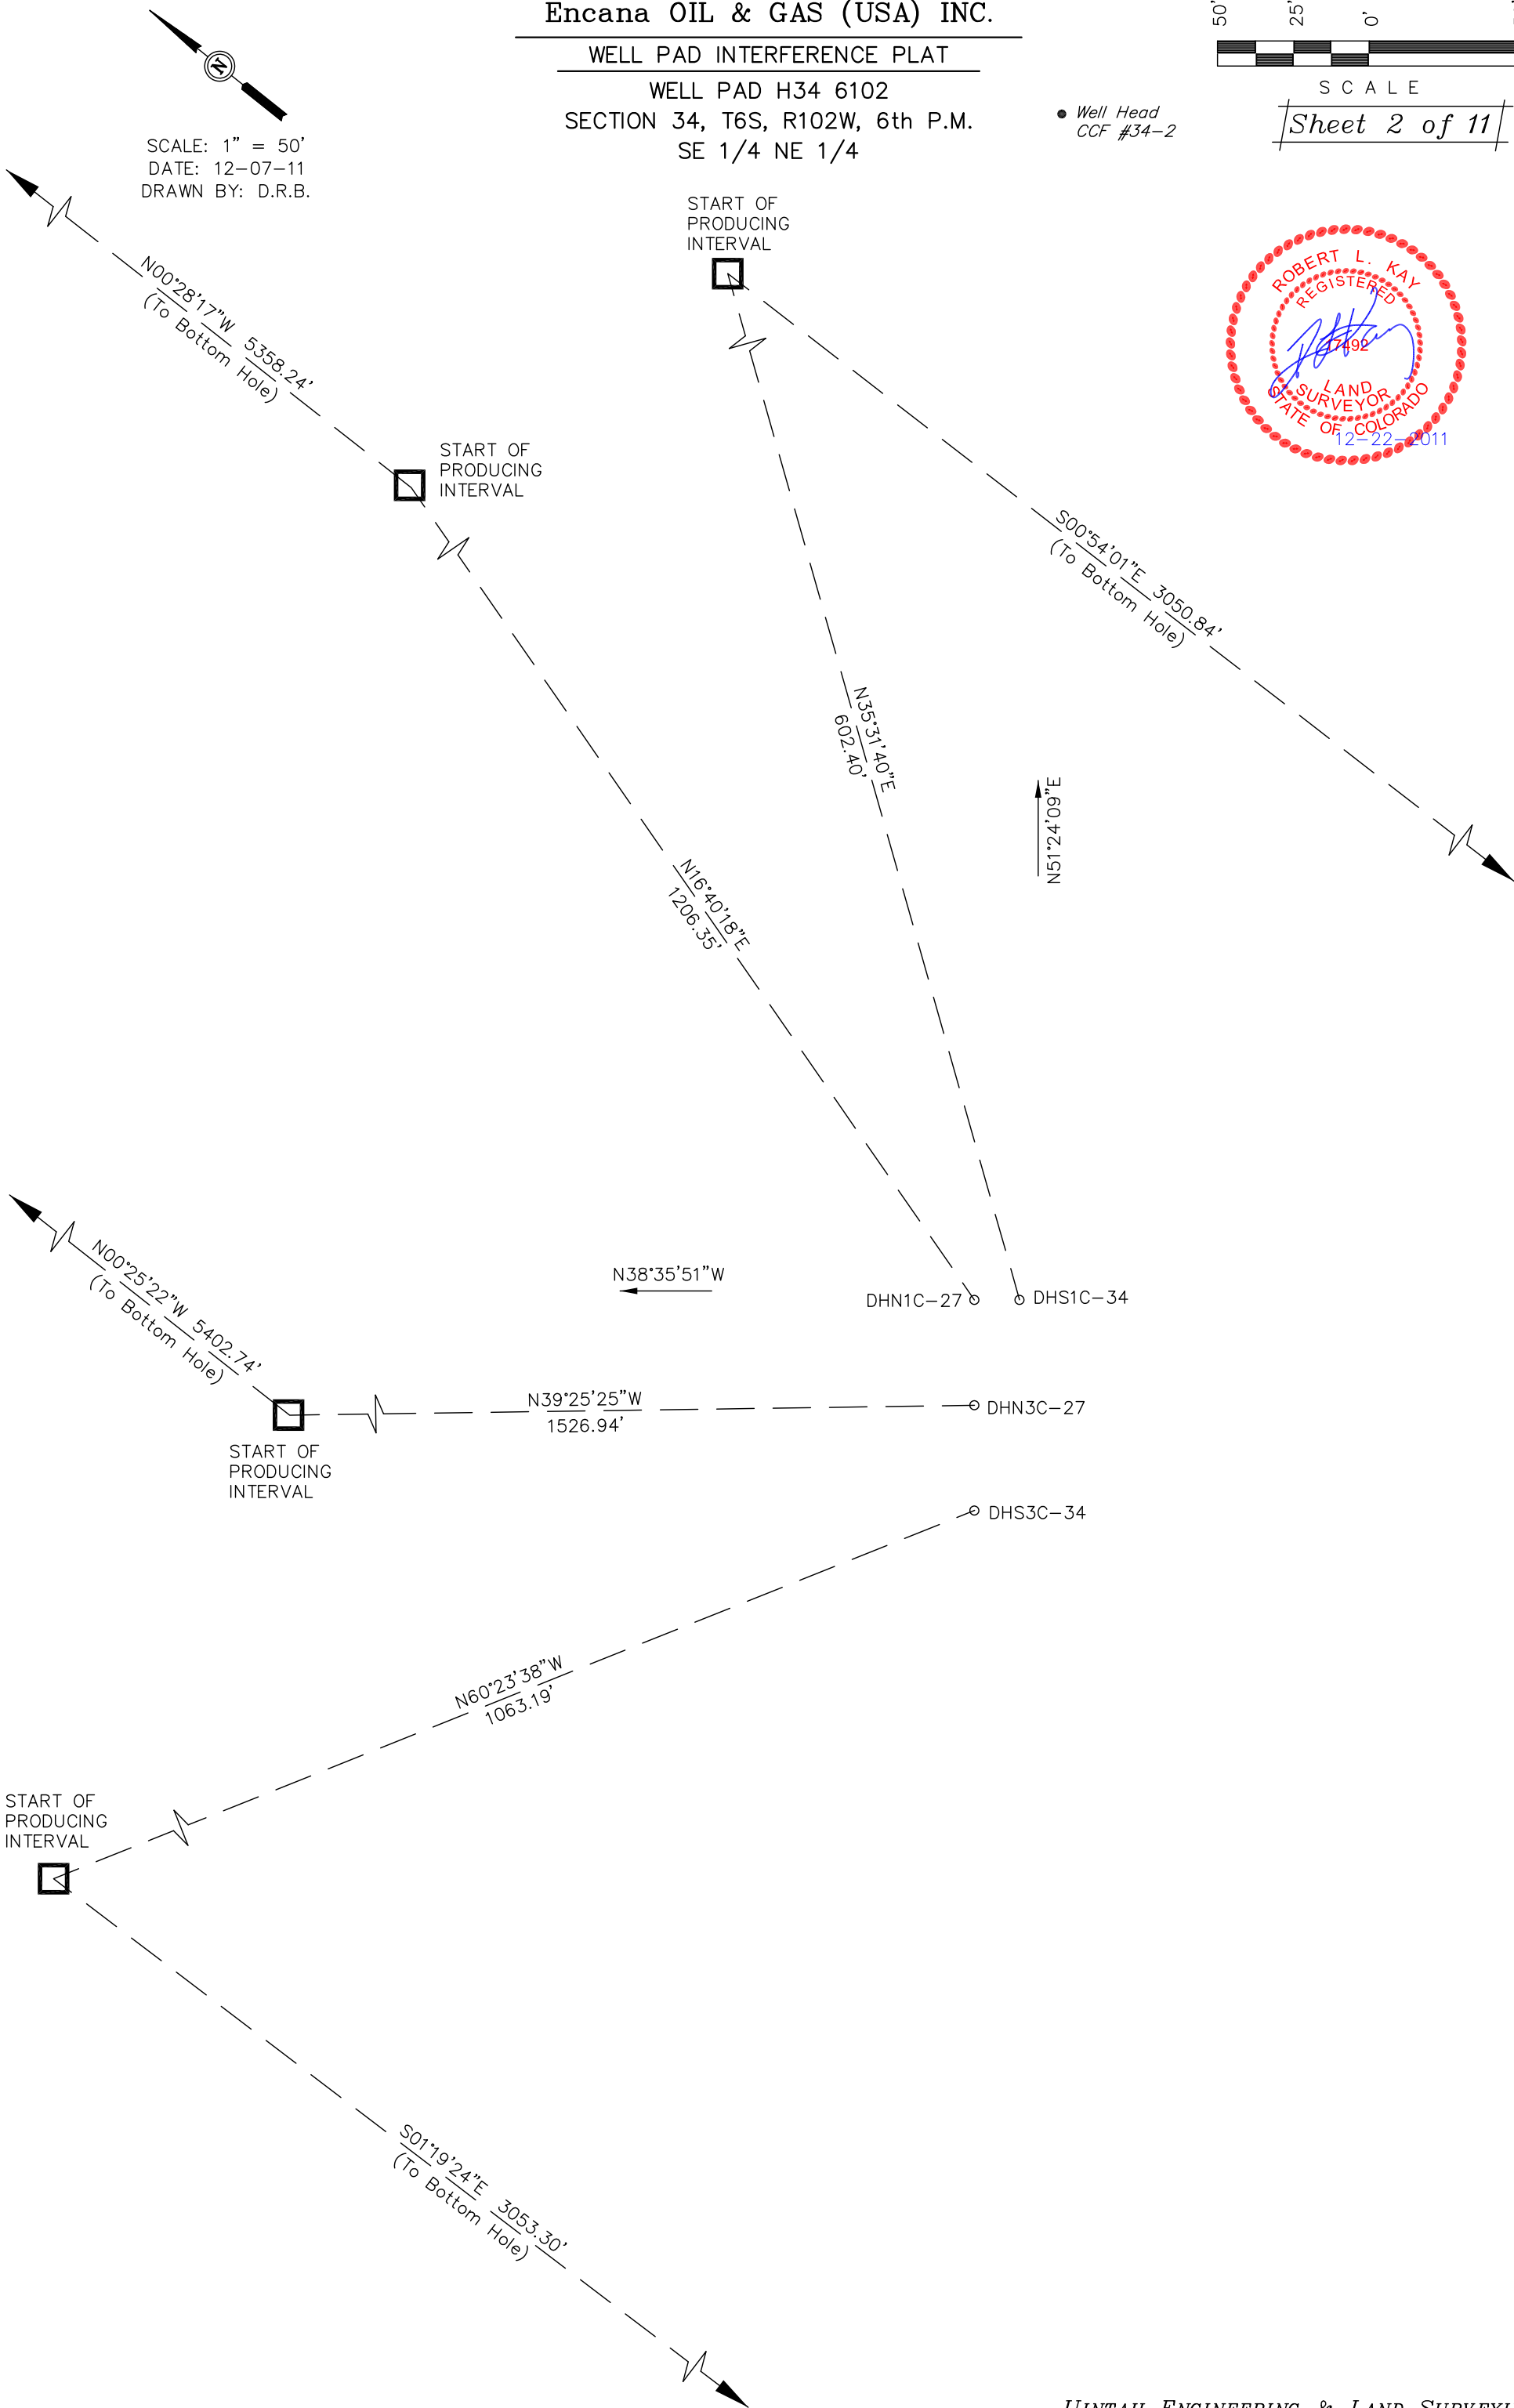 Encana OIL & GAS (USA) INC.
WELL PAD INTERFERENCE PLAT
WELL PAD H34 6102
SECTION 34, T6S, R102W, 6th P.M.
SE 1/4 NE 1/4
N
SCALE: 1" = 50'
DATE: 12-07-11
DRAWN BY: D.R.B.
50'
25'
0'
SCALE
Sheet 2 of 11
Well Head
CCF #34-2
ROBERT L. KAY
REGISTERED
17492
LAND
SURVEYOR
STATE OF COLORADO
12-22-2011
START OF
PRODUCING
INTERVAL
N00°28'17"W 5358.24'
(To Bottom Hole)
START OF
PRODUCING
INTERVAL
S00°54'01"E 3050.84'
(To Bottom Hole)
N35°31'40"E
602.40'
N51°24'09"E
N16°40'18"E
1206.35'
N00°25'22"W 5402.74'
(To Bottom Hole)
N38°35'51"W
DHN1C-27
DHS1C-34
N39°25'25"W
1526.94'
DHN3C-27
START OF
PRODUCING
INTERVAL
DHS3C-34
N60°23'38"W
1063.19'
START OF
PRODUCING
INTERVAL
S01°19'24"E 3053.30'
(To Bottom Hole)
UINTAH ENGINEERING & LAND